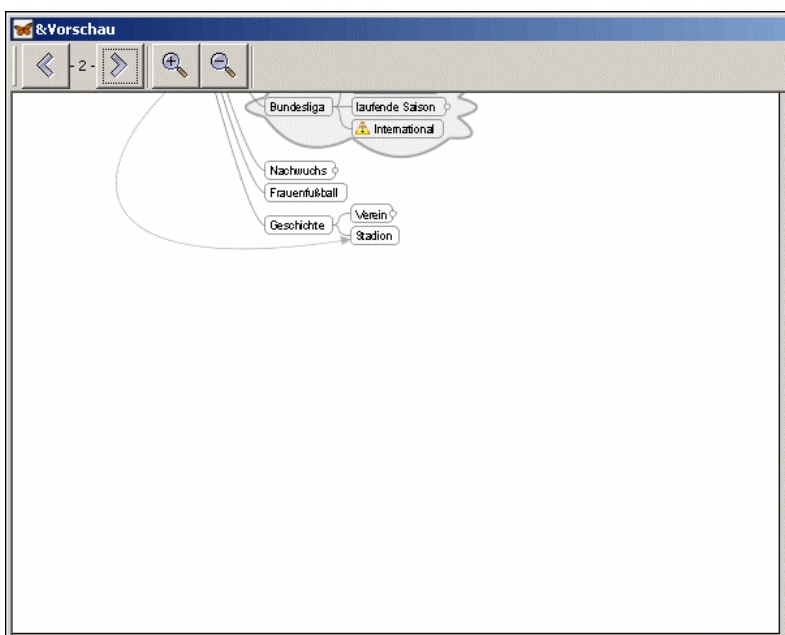 &Vorschau
- 2 -
Bundesliga
laufende Saison
International
Nachwuchs
Frauenfußball
Verein
Geschichte
Stadion